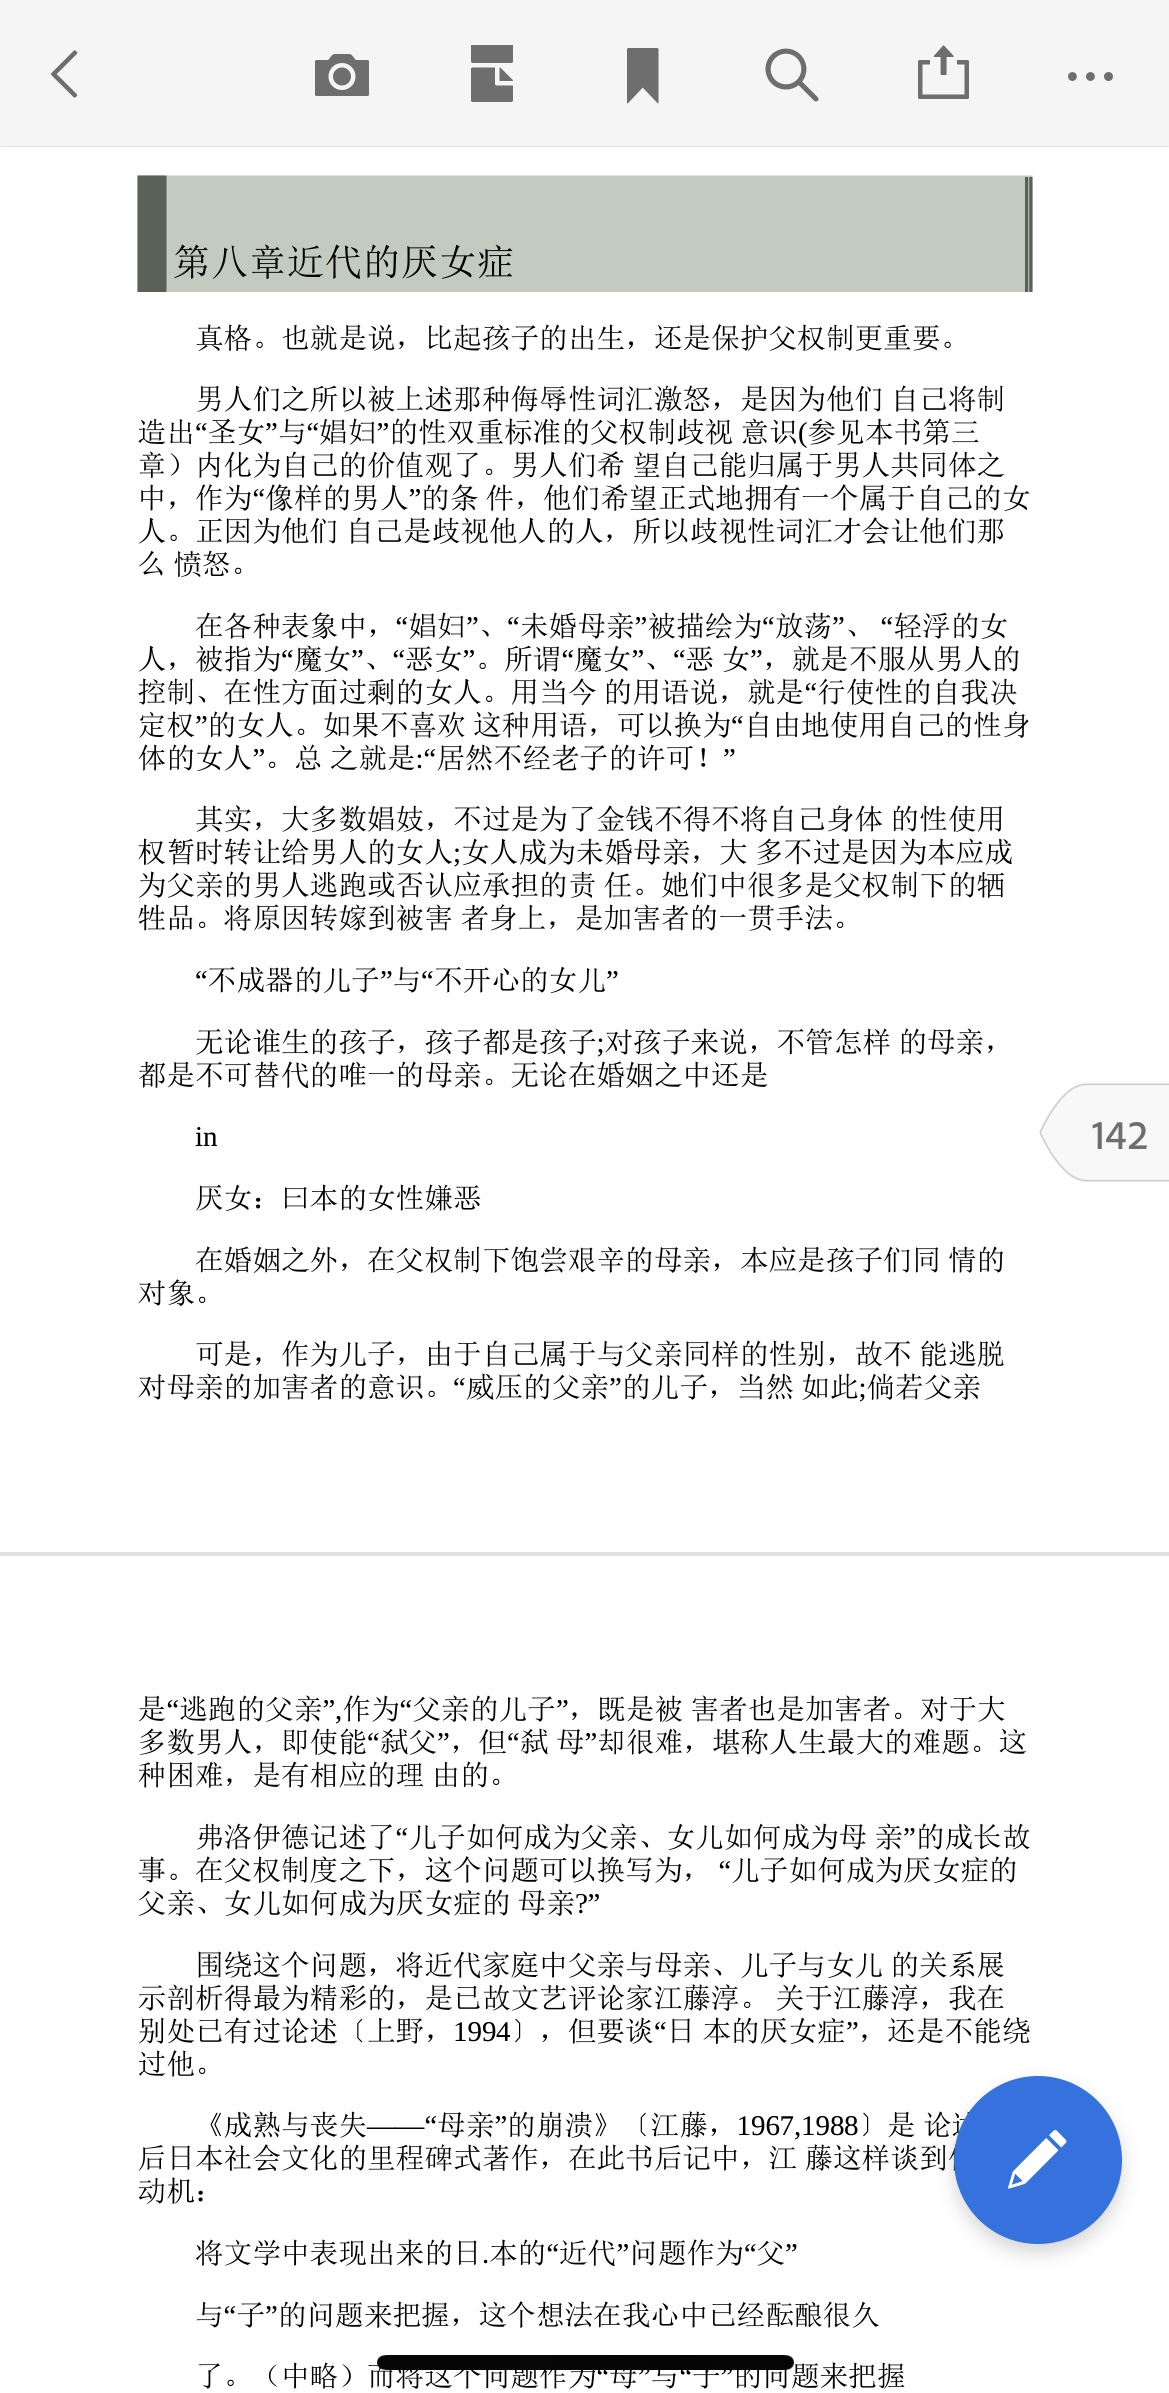 第八章近代的厌女症
真格。也就是说，比起孩子的出生，还是保护父权制更重要。
男人们之所以被上述那种侮辱性词汇激怒，是因为他们 自己将制
造出“圣女”与“娼妇”的性双重标准的父权制歧视 意识(参见本书第三
章）内化为自己的价值观了。男人们希 望自己能归属于男人共同体之
中，作为“像样的男人”的条 件，他们希望正式地拥有一个属于自己的女
人。正因为他们 自己是歧视他人的人，所以歧视性词汇才会让他们那
么 愤怒。
在各种表象中，“娼妇”、“未婚母亲”被描绘为“放荡”、 “轻浮的女
人，被指为“魔女”、“恶女”。所谓“魔女”、“恶 女”，就是不服从男人的
控制、在性方面过剩的女人。用当今 的用语说，就是“行使性的自我决
定权”的女人。如果不喜欢 这种用语，可以换为“自由地使用自己的性身
体的女人”。总 之就是:“居然不经老子的许可！”
其实，大多数娼妓，不过是为了金钱不得不将自己身体 的性使用
权暂时转让给男人的女人;女人成为未婚母亲，大 多不过是因为本应成
为父亲的男人逃跑或否认应承担的责 任。她们中很多是父权制下的牺
牲品。将原因转嫁到被害 者身上，是加害者的一贯手法。
“不成器的儿子”与“不开心的女儿”
无论谁生的孩子，孩子都是孩子;对孩子来说，不管怎样 的母亲，
都是不可替代的唯一的母亲。无论在婚姻之中还是
in
142
厌女：曰本的女性嫌恶
在婚姻之外，在父权制下饱尝艰辛的母亲，本应是孩子们同 情的
对象。
可是，作为儿子，由于自己属于与父亲同样的性别，故不 能逃脱
对母亲的加害者的意识。“威压的父亲”的儿子，当然 如此;倘若父亲
是“逃跑的父亲”,作为“父亲的儿子”，既是被 害者也是加害者。对于大
多数男人，即使能“弑父”，但“弑 母”却很难，堪称人生最大的难题。这
种困难，是有相应的理 由的。
弗洛伊德记述了“儿子如何成为父亲、女儿如何成为母 亲”的成长故
事。在父权制度之下，这个问题可以换写为， “儿子如何成为厌女症的
父亲、女儿如何成为厌女症的 母亲?”
围绕这个问题，将近代家庭中父亲与母亲、儿子与女儿 的关系展
示剖析得最为精彩的，是已故文艺评论家江藤淳。 关于江藤淳，我在
别处已有过论述〔上野，1994〕，但要谈“日 本的厌女症”，还是不能绕
过他。
《成熟与丧失——“母亲”的崩溃》〔江藤，1967,1988〕是 论
后日本社会文化的里程碑式著作，在此书后记中，江 藤这样谈到
动机：
将文学中表现出来的日.本的“近代”问题作为“父”
与“子”的问题来把握，这个想法在我心中已经酝酿很久
了。（中略）而将这个问题作为“母”与“子”的问题来把握